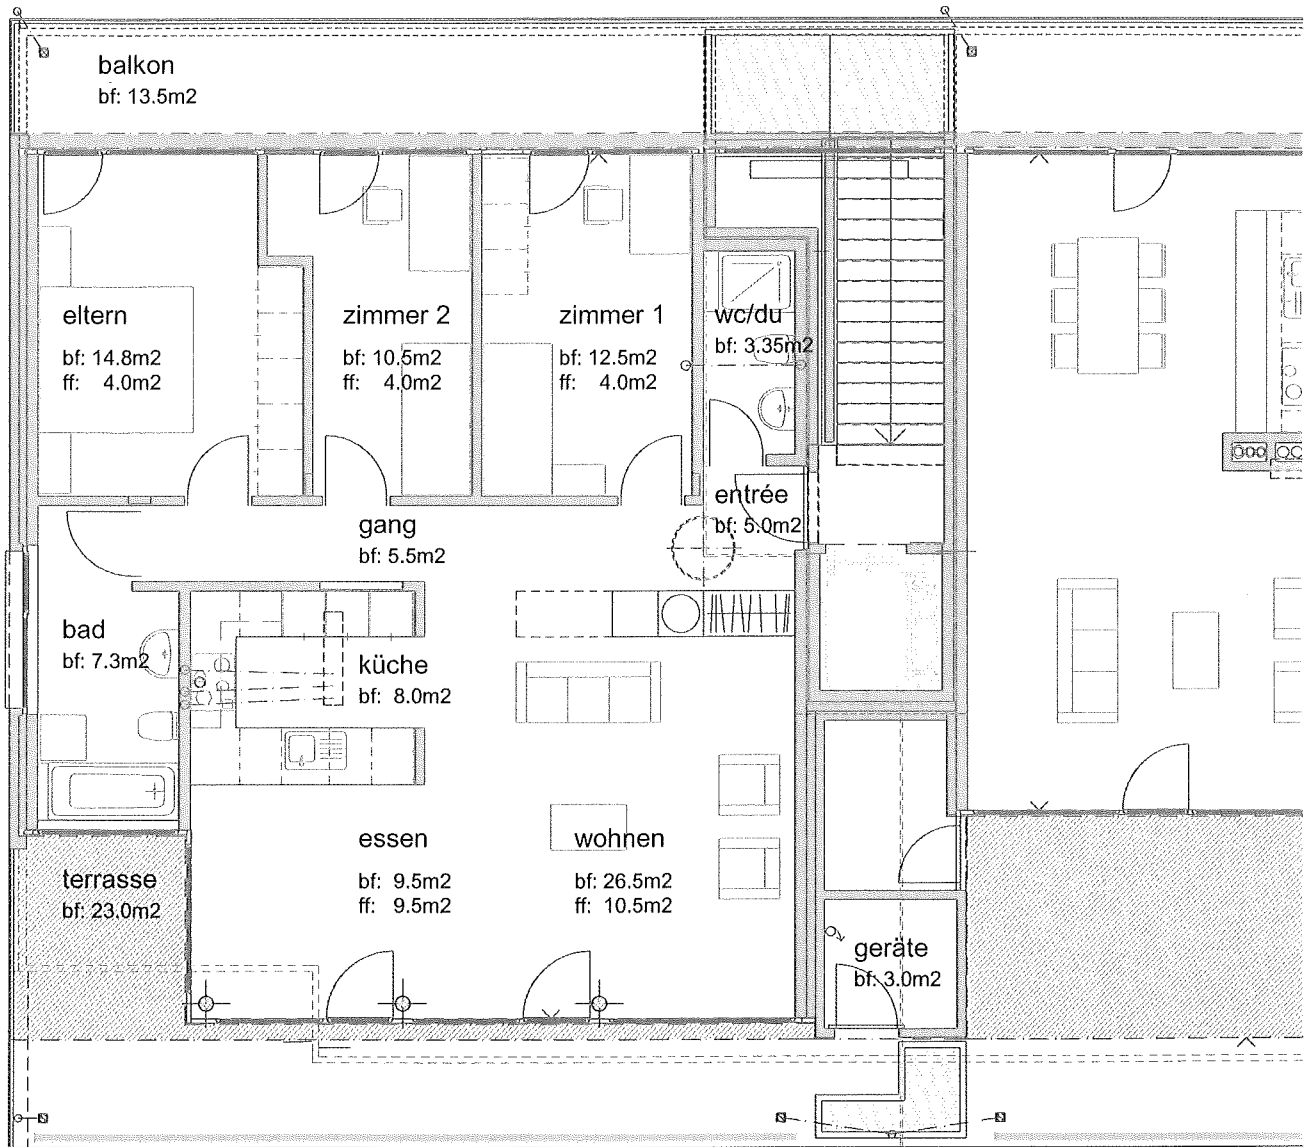 balkon
bf: 13.5m2
eltern
bf: 14.8m2
ff: 4.0m2
zimmer 2
bf: 10.5m2
ff: 4.0m2
zimmer 1
bf: 12.5m2
ff: 4.0m2
wc/du
bf: 3.35m2
entrée
bf: 5.0m2
gang
bf: 5.5m2
bad
bf: 7.3m2
küche
bf: 8.0m2
essen
bf: 9.5m2
ff: 9.5m2
wohnen
bf: 26.5m2
ff: 10.5m2
terrasse
bf: 23.0m2
geräte
bf: 3.0m2